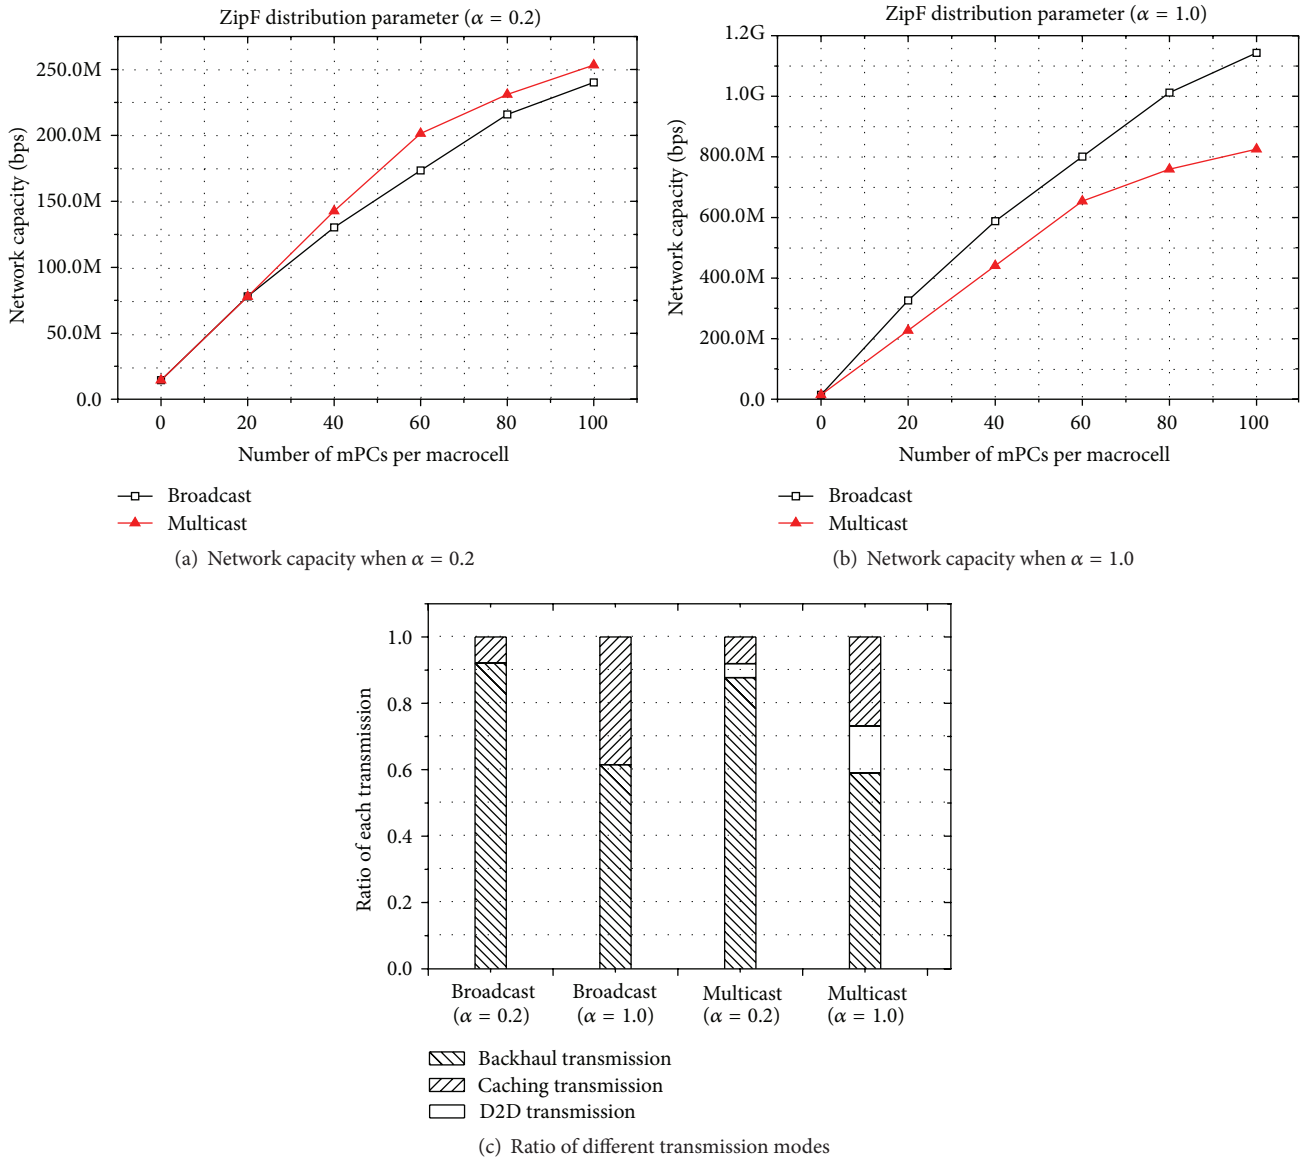 ZipF distribution parameter (α = 0.2)
250.0M
200.0M
150.0M
100.0M
50.0M
0.0
Network capacity (bps)
0 20 40 60 80 100
Number of mPCs per macrocell
Broadcast
Multicast
(a) Network capacity when α = 0.2
ZipF distribution parameter (α = 1.0)
1.2G
1.0G
800.0M
600.0M
400.0M
200.0M
0.0
Network capacity (bps)
0 20 40 60 80 100
Number of mPCs per macrocell
Broadcast
Multicast
(b) Network capacity when α = 1.0
1.0
0.8
0.6
0.4
0.2
0.0
Ratio of each transmission
Broadcast Broadcast Multicast Multicast
(α = 0.2) (α = 1.0) (α = 0.2) (α = 1.0)
Backhaul transmission
Caching transmission
D2D transmission
(c) Ratio of different transmission modes